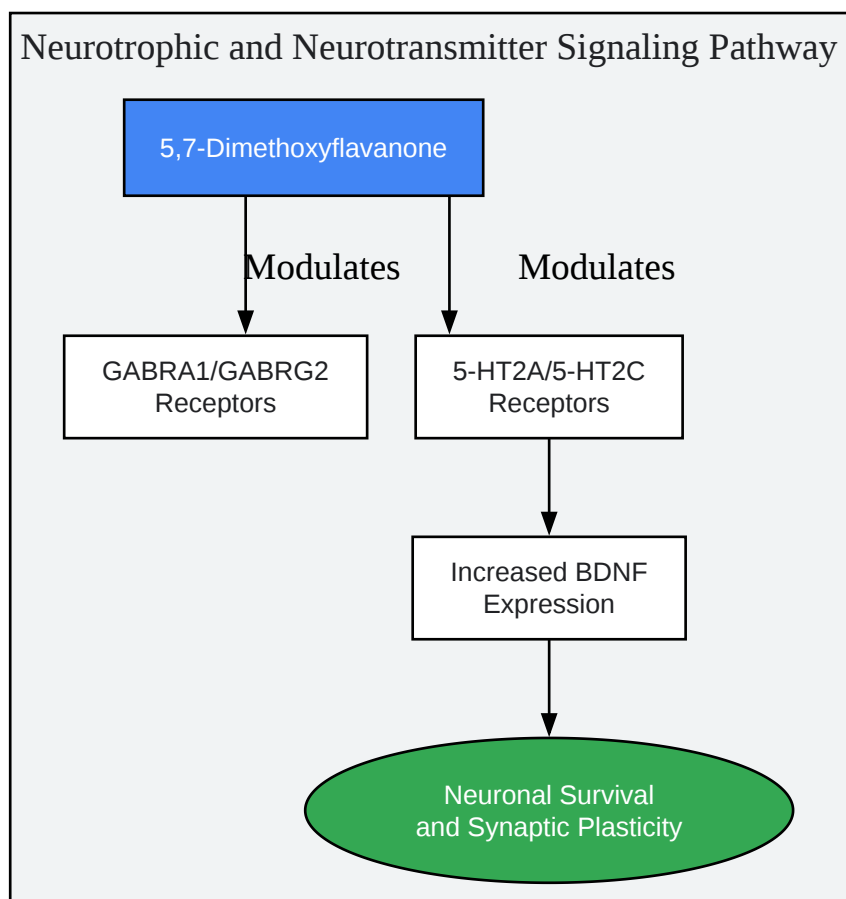 Neurotrophic and Neurotransmitter Signaling Pathway
5,7-Dimethoxyflavanone
Modulates
Modulates
GABRA1/GABRG2
Receptors
5-HT2A/5-HT2C
Receptors
Increased BDNF
Expression
Neuronal Survival
and Synaptic Plasticity